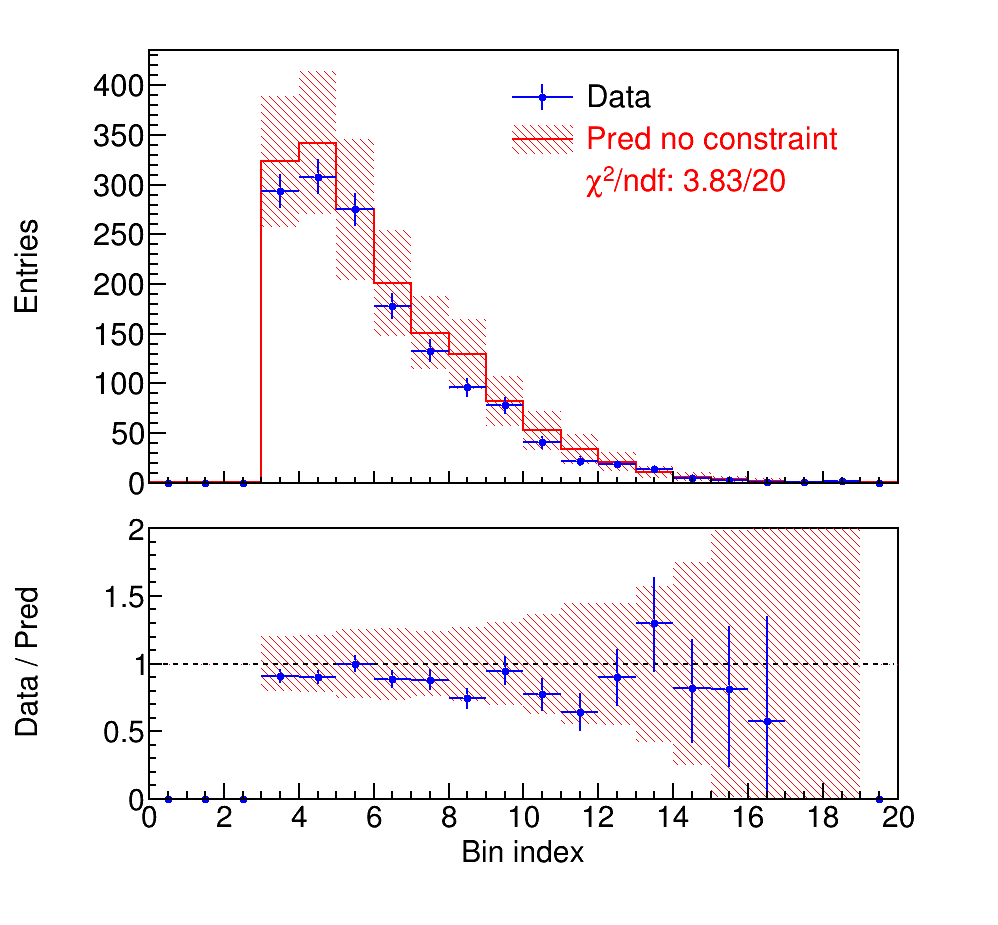 400
350
300
250
200
150
100
50
0
Entries
Data
Pred no constraint
χ²/ndf: 3.83/20
2
1.5
1
0.5
0
Data / Pred
0 2 4 6 8 10 12 14 16 18 20
Bin index